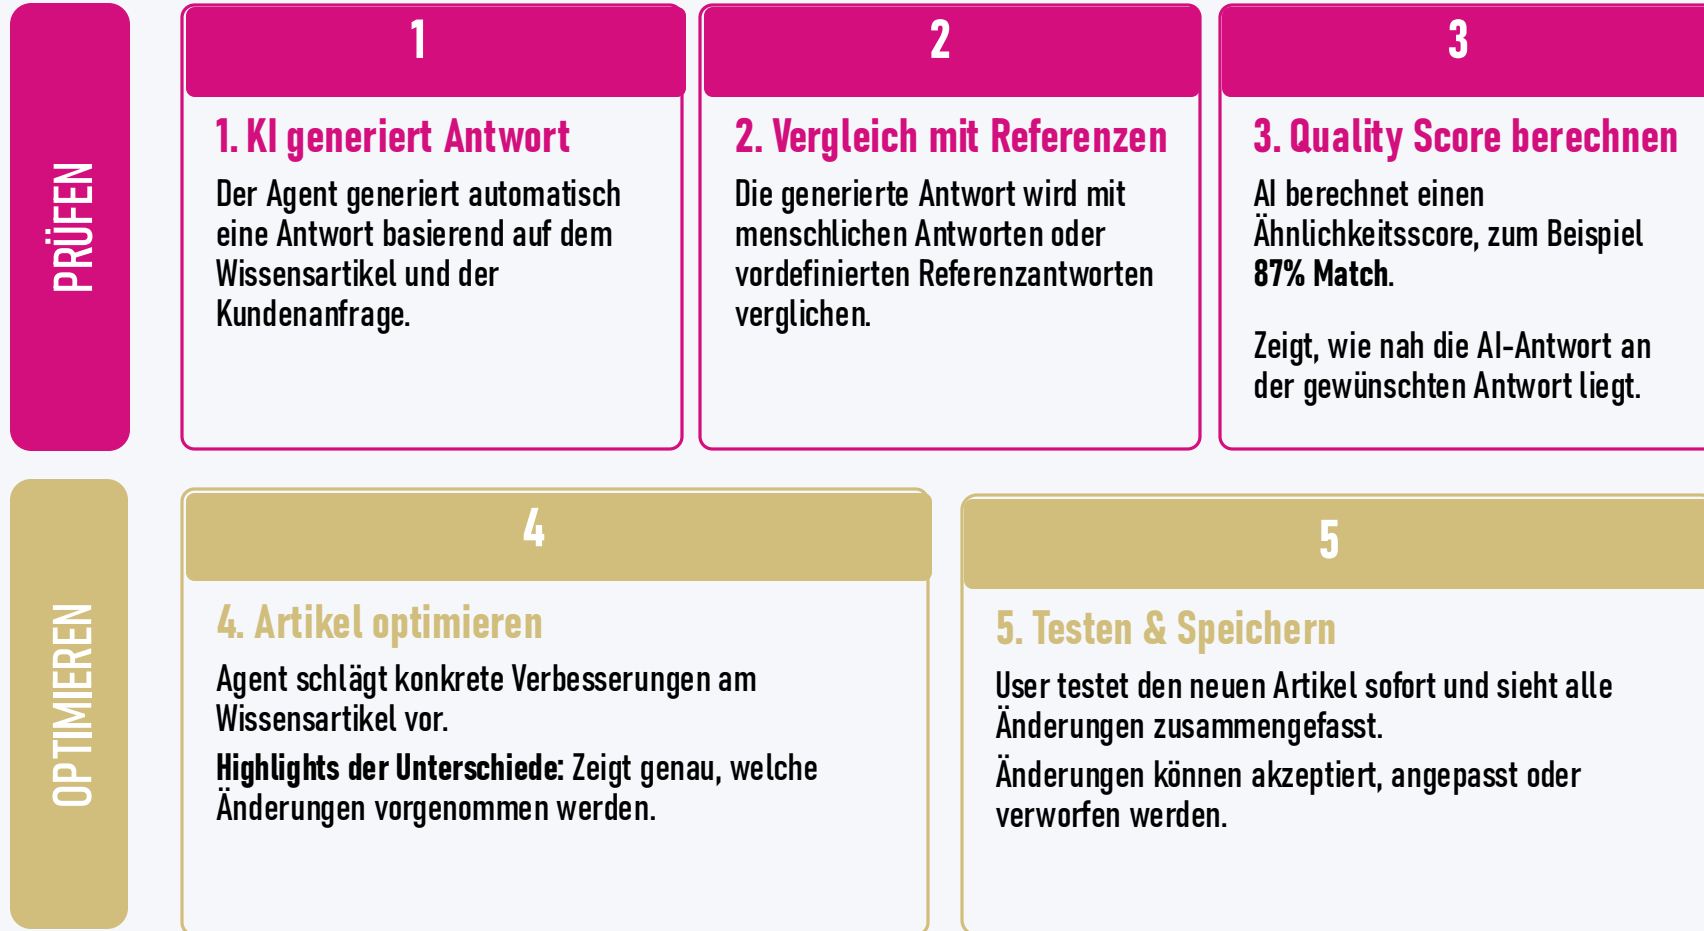 PRÜFEN
1
1. KI generiert Antwort
Der Agent generiert automatisch
eine Antwort basierend auf dem
Wissensartikel und der
Kundenanfrage.
2
2. Vergleich mit Referenzen
Die generierte Antwort wird mit
menschlichen Antworten oder
vordefinierten Referenzantworten
verglichen.
3
3. Quality Score berechnen
AI berechnet einen
Ähnlichkeitsscore, zum Beispiel
87% Match.
Zeigt, wie nah die AI-Antwort an
der gewünschten Antwort liegt.
OPTIMIEREN
4
4. Artikel optimieren
Agent schlägt konkrete Verbesserungen am
Wissensartikel vor.
Highlights der Unterschiede: Zeigt genau, welche
Änderungen vorgenommen werden.
5
5. Testen & Speichern
User testet den neuen Artikel sofort und sieht alle
Änderungen zusammengefasst.
Änderungen können akzeptiert, angepasst oder
verworfen werden.